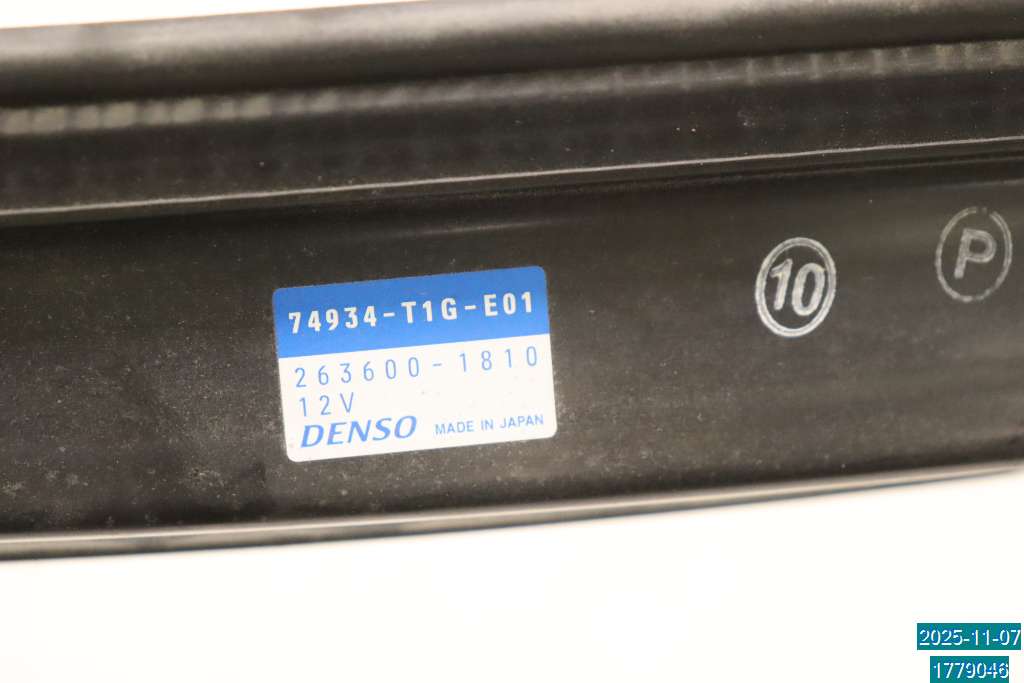 74934-T1G-E01
263600-1810
12V
DENSO MADE IN JAPAN
10
P
2025-11-07
1779046